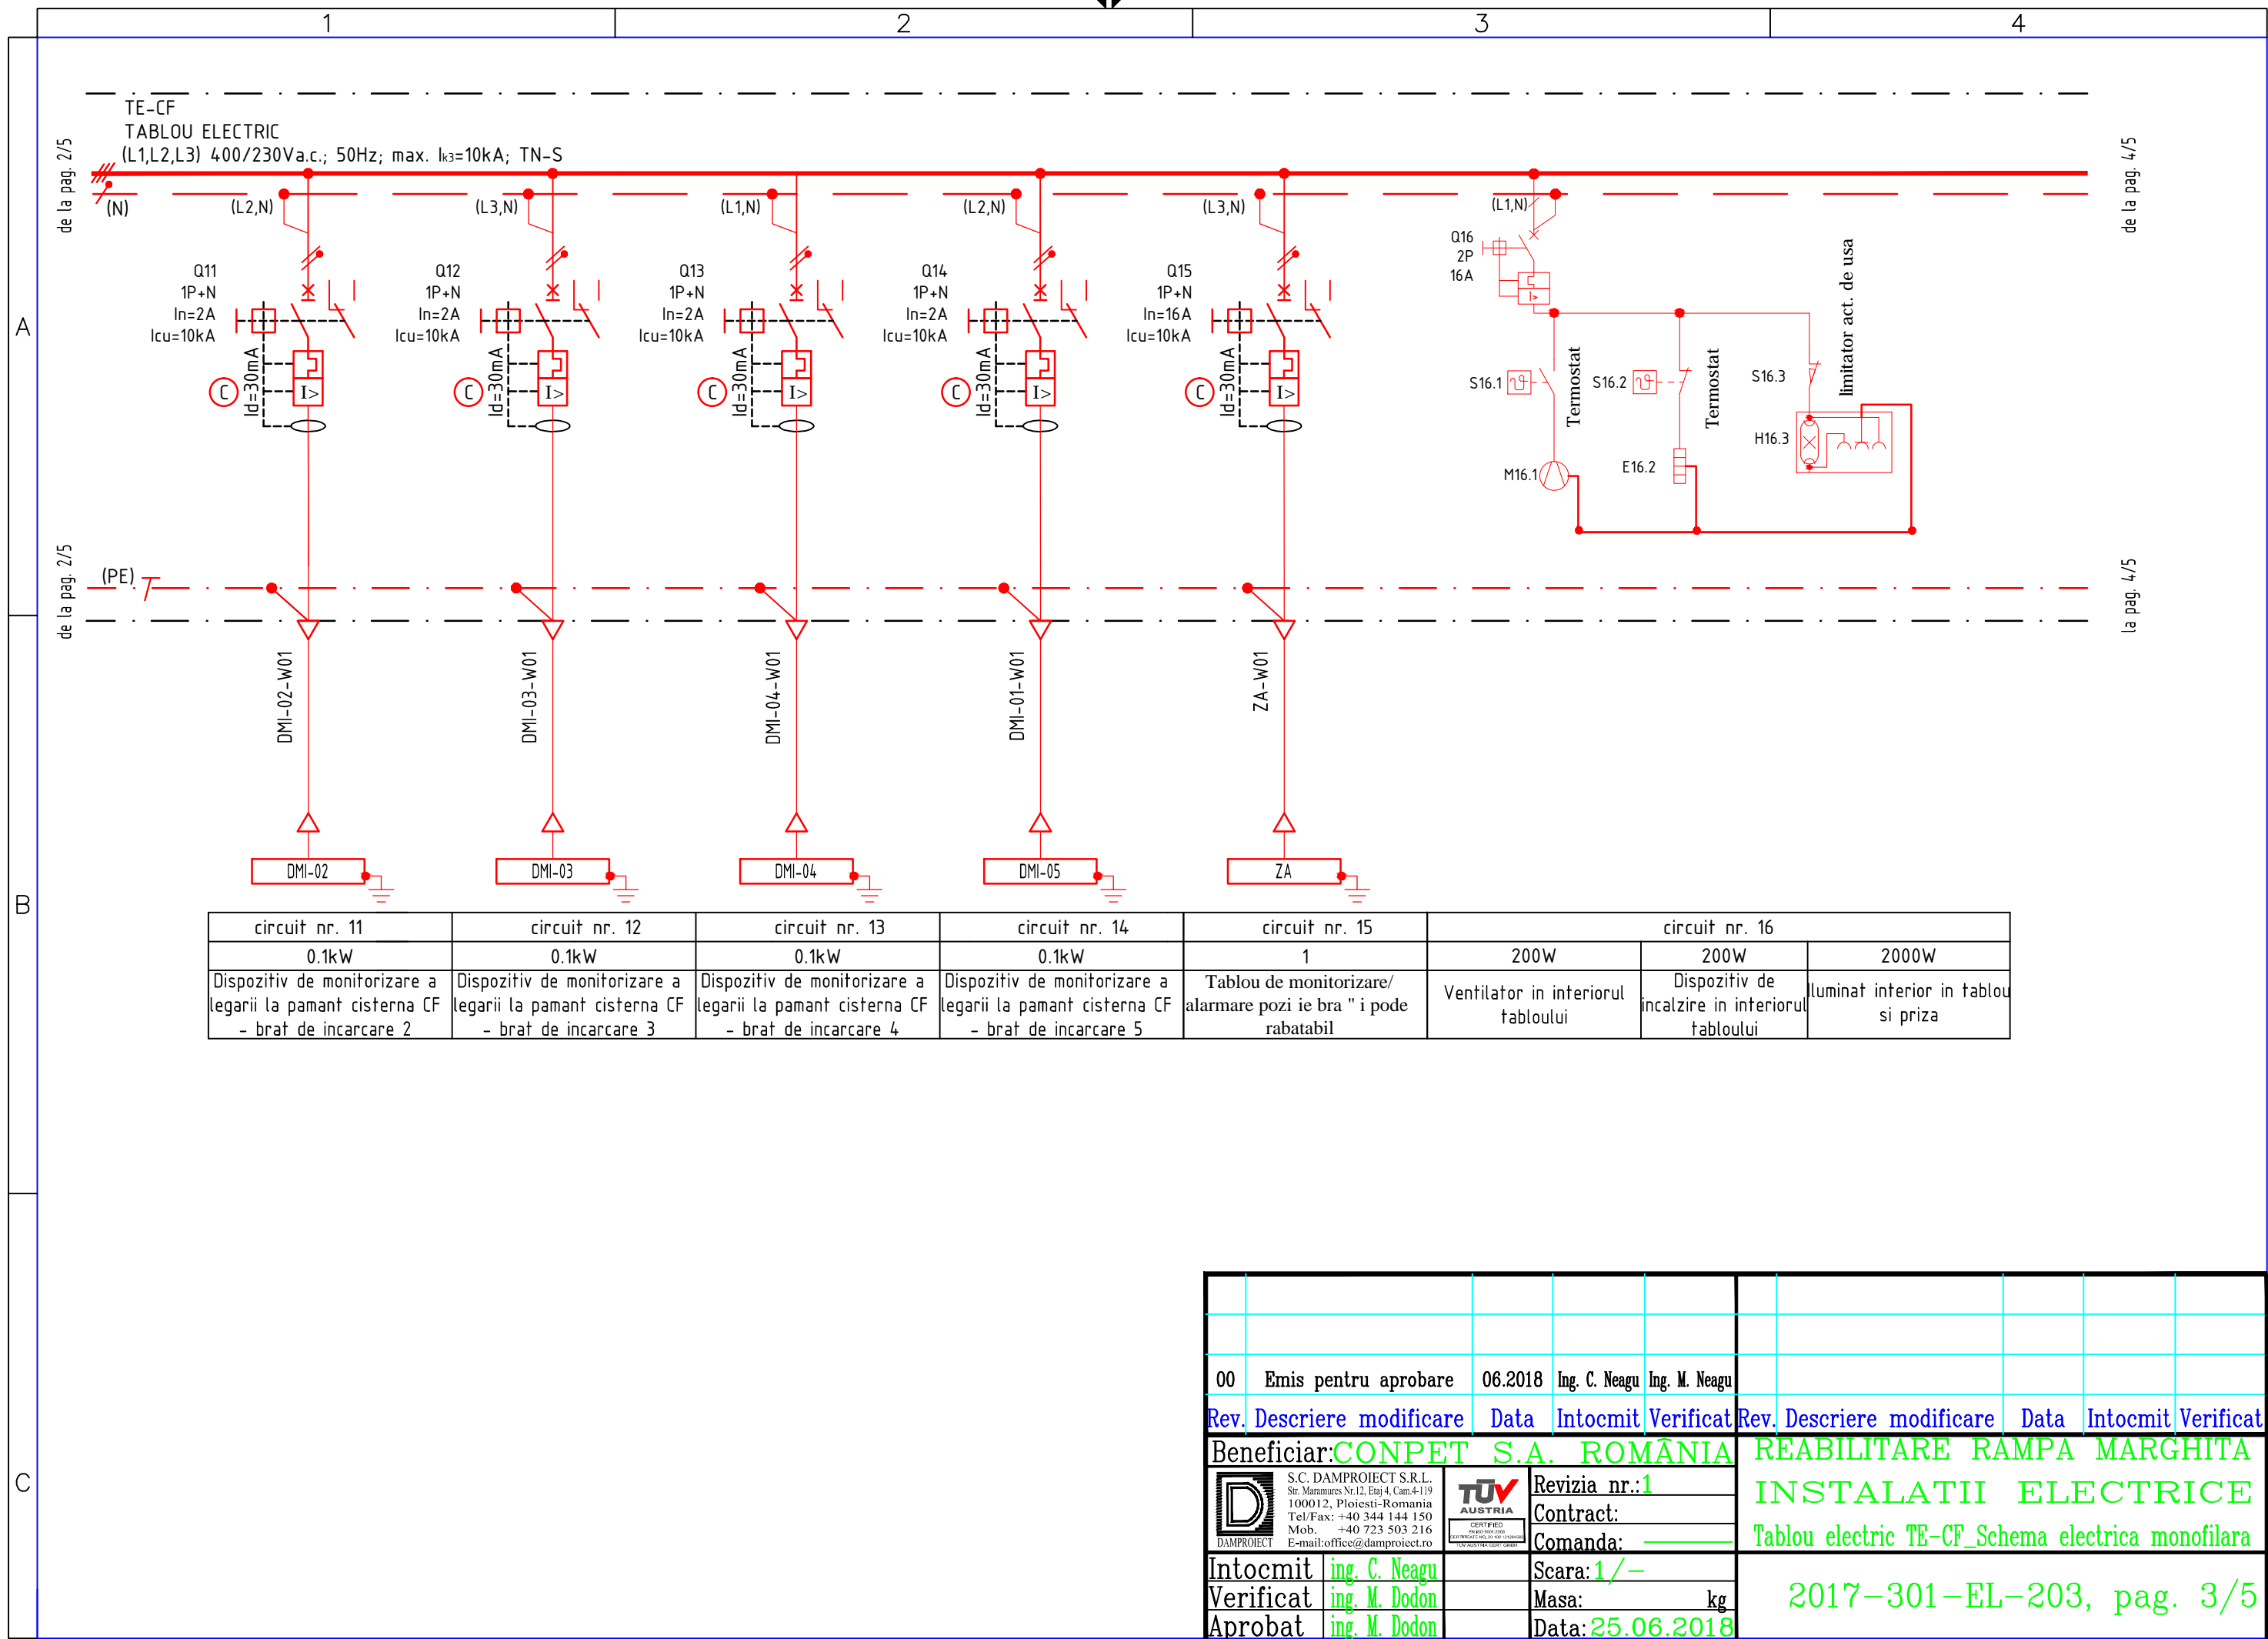 1 2 3 4
A
B
C
TE-CF
TABLOU ELECTRIC
(L1,L2,L3) 400/230Va.c.; 50Hz; max. Ik3=10kA; TN-S
de la pag. 2/5
de la pag. 4/5
(N)
(L2,N) (L3,N) (L1,N) (L2,N) (L3,N) (L1,N)
Q11
1P+N
In=2A
Icu=10kA
Id=30mA
C
I>
Q12
1P+N
In=2A
Icu=10kA
Id=30mA
C
I>
Q13
1P+N
In=2A
Icu=10kA
Id=30mA
C
I>
Q14
1P+N
In=2A
Icu=10kA
Id=30mA
C
I>
Q15
1P+N
In=16A
Icu=10kA
Id=30mA
C
I>
Q16
2P
16A
I>
S16.1
Termostat
M16.1
S16.2
Termostat
E16.2
S16.3
limitator act. de usa
H16.3
de la pag. 2/5
(PE)
la pag. 4/5
DMI-02-W01
DMI-03-W01
DMI-04-W01
DMI-01-W01
ZA-W01
DMI-02 DMI-03 DMI-04 DMI-05 ZA
circuit nr. 11
0.1kW
Dispozitiv de monitorizare a
legarii la pamant cisterna CF
- brat de incarcare 2
circuit nr. 12
0.1kW
Dispozitiv de monitorizare a
legarii la pamant cisterna CF
- brat de incarcare 3
circuit nr. 13
0.1kW
Dispozitiv de monitorizare a
legarii la pamant cisterna CF
- brat de incarcare 4
circuit nr. 14
0.1kW
Dispozitiv de monitorizare a
legarii la pamant cisterna CF
- brat de incarcare 5
circuit nr. 15
1
Tablou de monitorizare/
alarmare pozi ie bra " i pode
rabatabil
circuit nr. 16
200W
Ventilator in interiorul
tabloului
200W
Dispozitiv de
incalzire in interiorul
tabloului
2000W
Iluminat interior in tablou
si priza
00 Emis pentru aprobare 06.2018 Ing. C. Neagu Ing. M. Neagu
Rev. Descriere modificare Data Intocmit Verificat Rev. Descriere modificare Data Intocmit Verificat
Beneficiar: CONPET S.A. ROMÂNIA
DAMPROIECT
S.C. DAMPROIECT S.R.L.
Str. Maramures Nr.12, Etaj 4, Cam.4-119
100012, Ploiesti-Romania
Tel/Fax: +40 344 144 150
Mob. +40 723 503 216
E-mail:office@damproiect.ro
TÜV
AUSTRIA
CERTIFIED
Revizia nr.: 1
Contract:
Comanda:
Intocmit ing. C. Neagu
Verificat ing. M. Dodon
Aprobat ing. M. Dodon
Scara: 1/-
Masa: kg
Data: 25.06.2018
REABILITARE RAMPA MARGHITA
INSTALATII ELECTRICE
Tablou electric TE-CF_Schema electrica monofilara
2017-301-EL-203, pag. 3/5